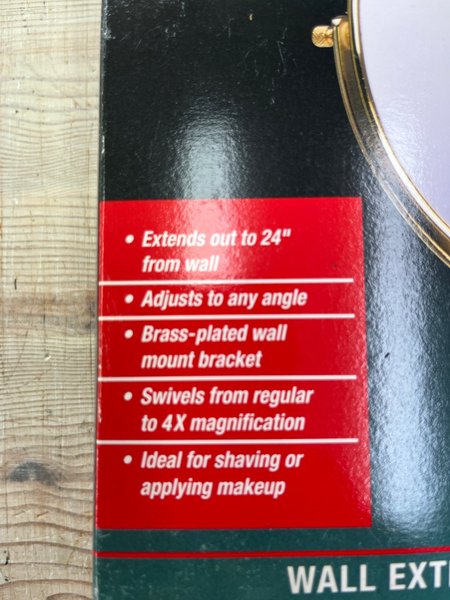 • Extends out to 24"
from wall
• Adjusts to any angle
• Brass-plated wall
mount bracket
• Swivels from regular
to 4X magnification
• Ideal for shaving or
applying makeup
WALL EXT